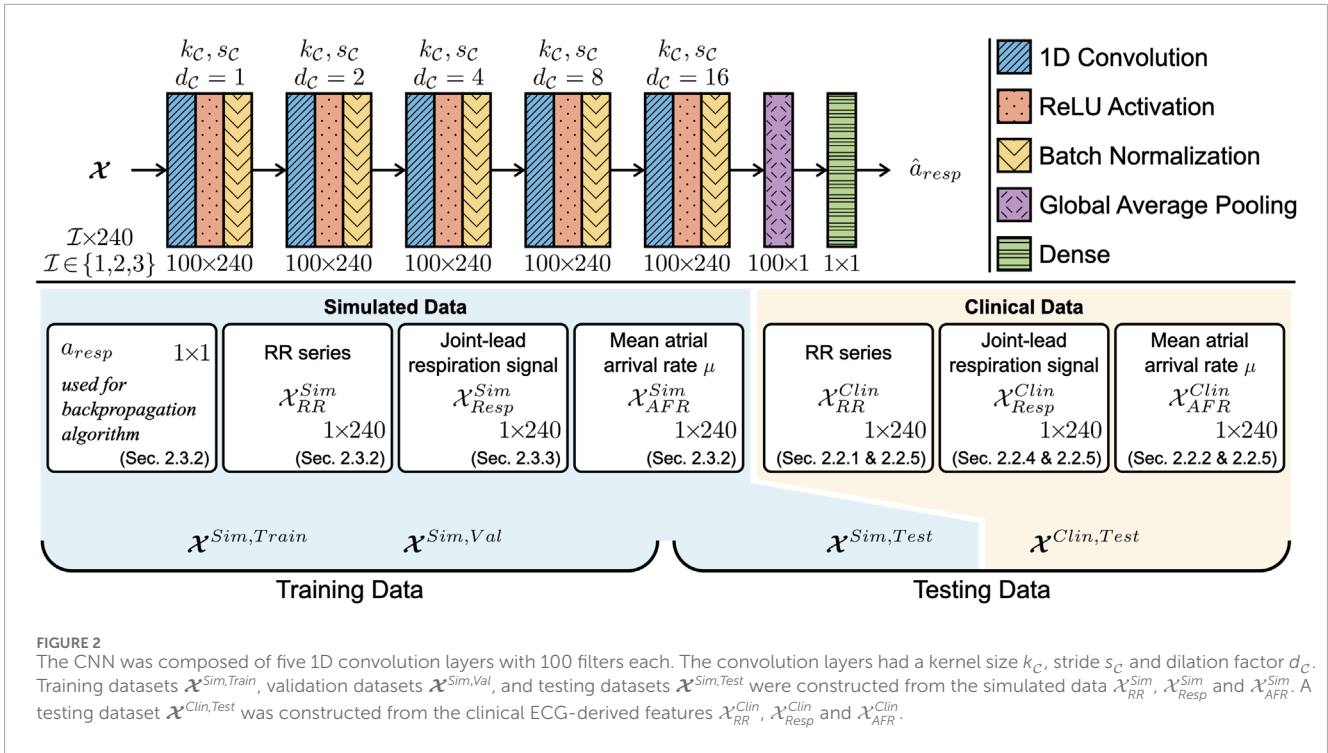 k_C, s_C
d_C = 1
k_C, s_C
d_C = 2
k_C, s_C
d_C = 4
k_C, s_C
d_C = 8
k_C, s_C
d_C = 16
𝒳
ℐ×240
ℐ∈{1,2,3}
100×240
100×240
100×240
100×240
100×240
100×1
1×1
â_resp
1D Convolution
ReLU Activation
Batch Normalization
Global Average Pooling
Dense
Simulated Data
a_resp 1×1
used for
backpropagation
algorithm
(Sec. 2.3.2)
RR series
𝒳_RR^Sim
1×240
(Sec. 2.3.2)
Joint-lead
respiration signal
𝒳_Resp^Sim
1×240
(Sec. 2.3.3)
Mean atrial
arrival rate μ
𝒳_AFR^Sim
1×240
(Sec. 2.3.2)
Clinical Data
RR series
𝒳_RR^Clin
1×240
(Sec. 2.2.1 & 2.2.5)
Joint-lead
respiration signal
𝒳_Resp^Clin
1×240
(Sec. 2.2.4 & 2.2.5)
Mean atrial
arrival rate μ
𝒳_AFR^Clin
1×240
(Sec. 2.2.2 & 2.2.5)
𝒳^Sim,Train 𝒳^Sim,Val
𝒳^Sim,Test 𝒳^Clin,Test
Training Data
Testing Data
FIGURE 2
The CNN was composed of five 1D convolution layers with 100 filters each. The convolution layers had a kernel size k_C, stride s_C and dilation factor d_C.
Training datasets 𝒳^Sim,Train, validation datasets 𝒳^Sim,Val, and testing datasets 𝒳^Sim,Test were constructed from the simulated data 𝒳_RR^Sim, 𝒳_Resp^Sim and 𝒳_AFR^Sim. A
testing dataset 𝒳^Clin,Test was constructed from the clinical ECG-derived features 𝒳_RR^Clin, 𝒳_Resp^Clin and 𝒳_AFR^Clin.